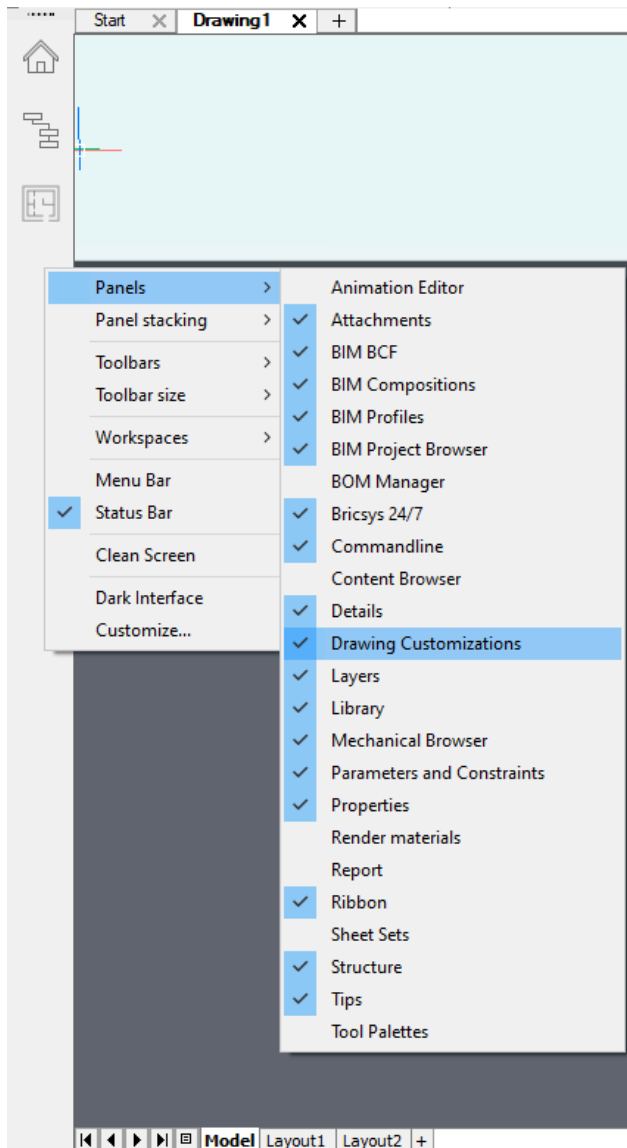 Start
Drawing1
Panels
Panel stacking
Toolbars
Toolbar size
Workspaces
Menu Bar
Status Bar
Clean Screen
Dark Interface
Customize...
Animation Editor
Attachments
BIM BCF
BIM Compositions
BIM Profiles
BIM Project Browser
BOM Manager
Bricsys 24/7
Commandline
Content Browser
Details
Drawing Customizations
Layers
Library
Mechanical Browser
Parameters and Constraints
Properties
Render materials
Report
Ribbon
Sheet Sets
Structure
Tips
Tool Palettes
Model Layout1 Layout2 +